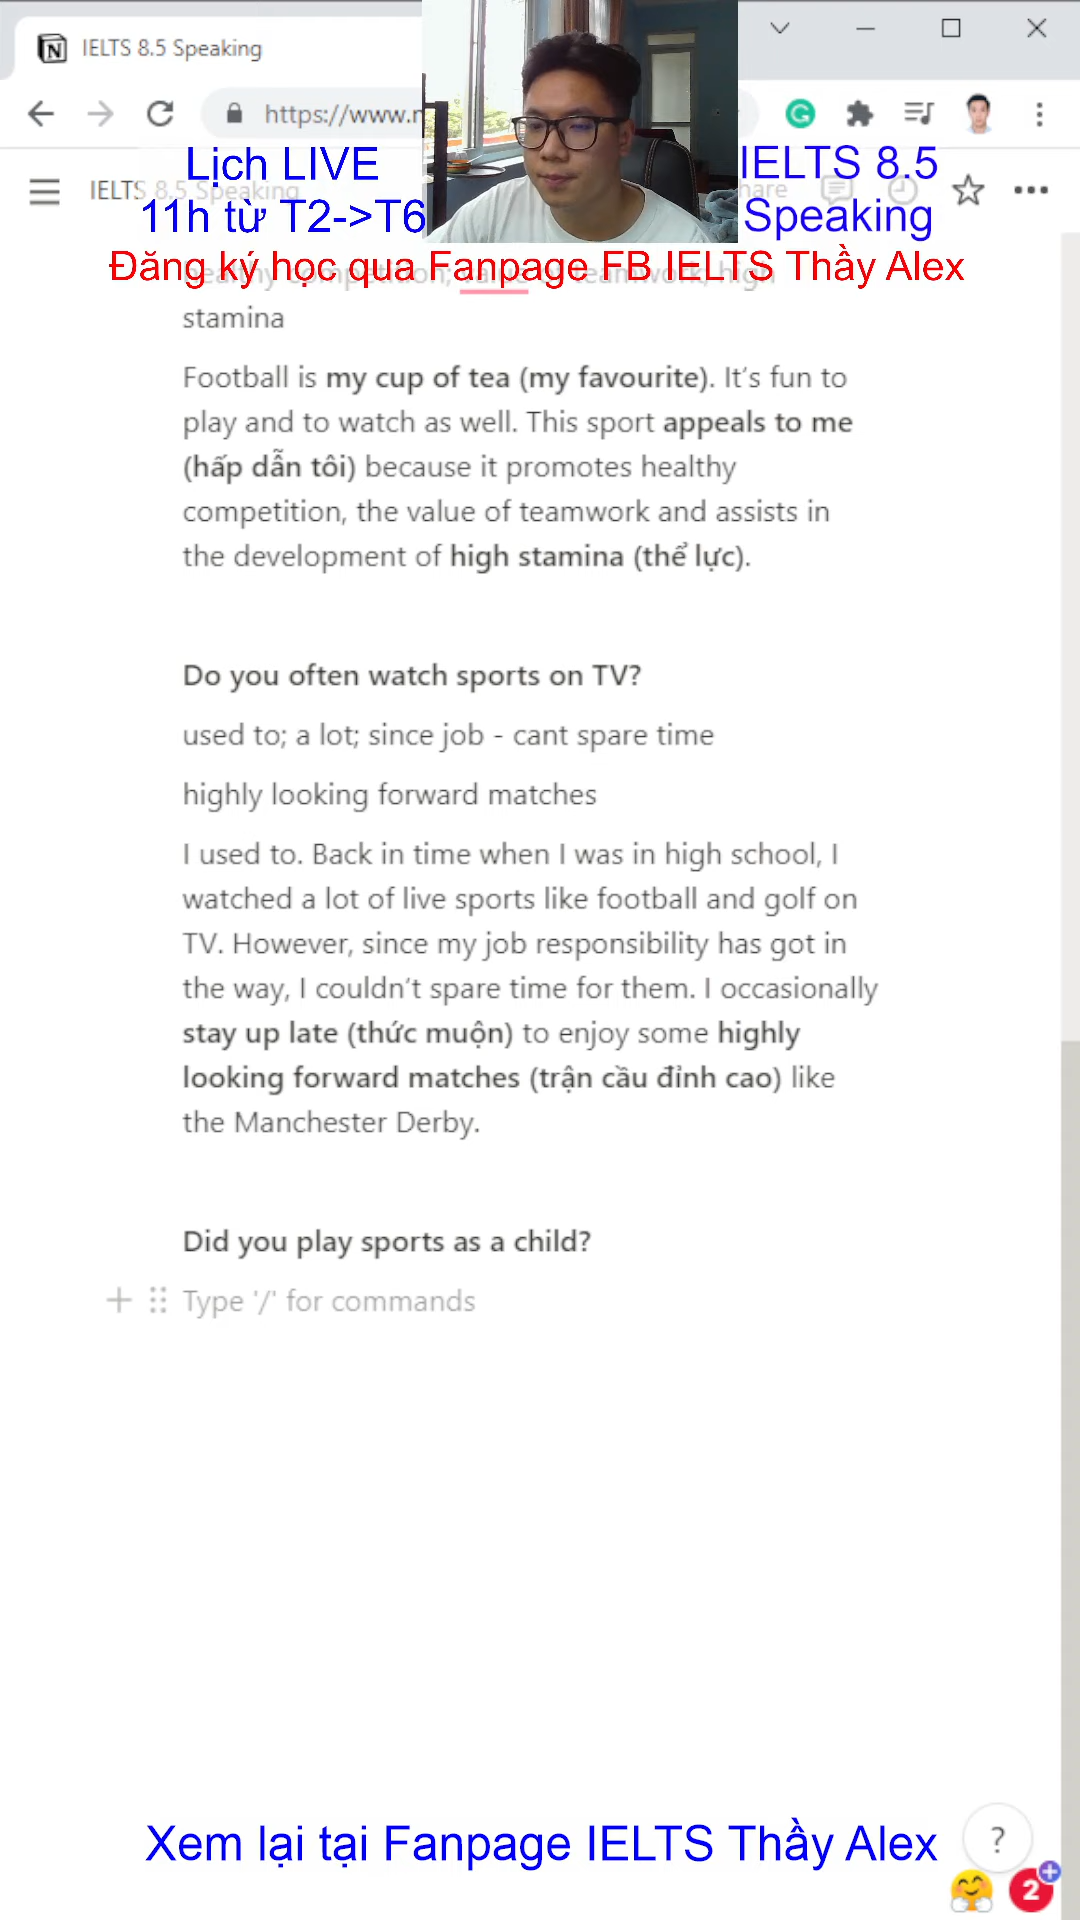 IELTS 8.5 Speaking
https://www.n
Lịch LIVE
IELTS 8.5
IELTS 8.5 Speaking
11h từ T2->T6
Speaking
Đăng ký học qua Fanpage FB IELTS Thầy Alex
healthy competition, value of teamwork, high
stamina
Football is my cup of tea (my favourite). It's fun to
play and to watch as well. This sport appeals to me
(hấp dẫn tôi) because it promotes healthy
competition, the value of teamwork and assists in
the development of high stamina (thể lực).
Do you often watch sports on TV?
used to; a lot; since job - cant spare time
highly looking forward matches
I used to. Back in time when I was in high school, I
watched a lot of live sports like football and golf on
TV. However, since my job responsibility has got in
the way, I couldn't spare time for them. I occasionally
stay up late (thức muộn) to enjoy some highly
looking forward matches (trận cầu đỉnh cao) like
the Manchester Derby.
Did you play sports as a child?
Type '/' for commands
Xem lại tại Fanpage IELTS Thầy Alex
?
2